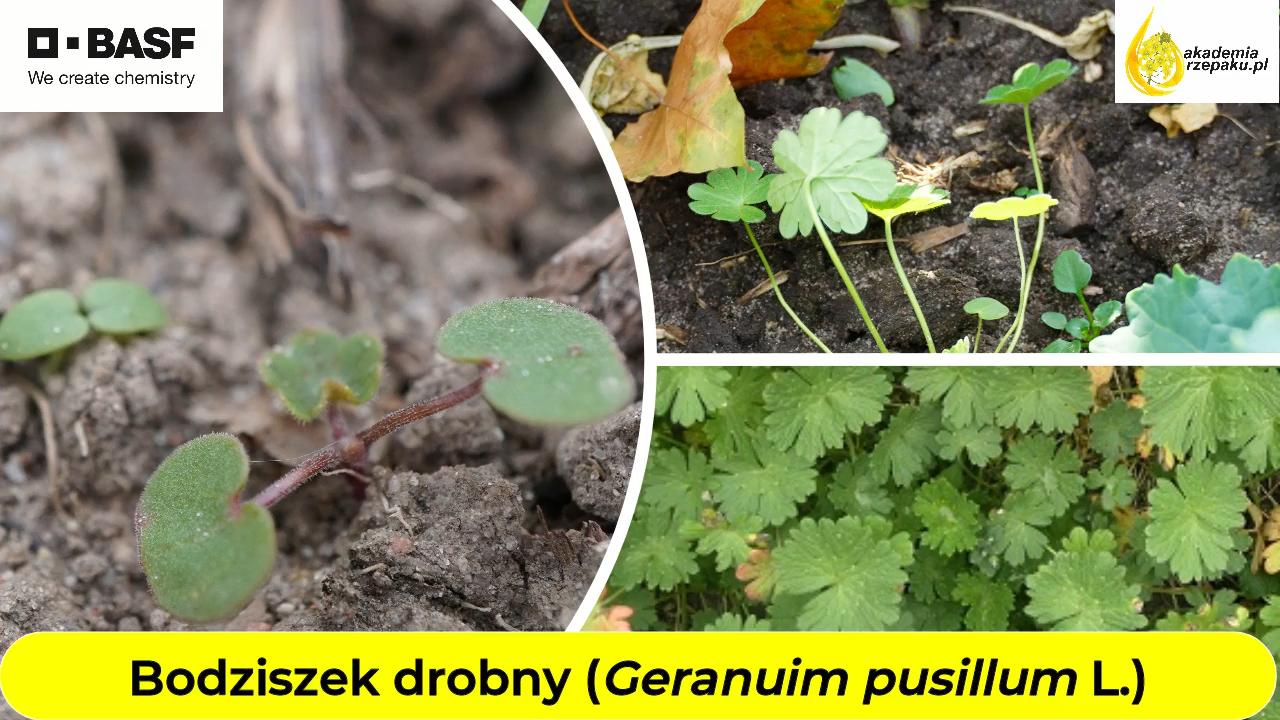 BASF
We create chemistry
akademia
rzepaku.pl
Bodziszek drobny (Geranuim pusillum L.)